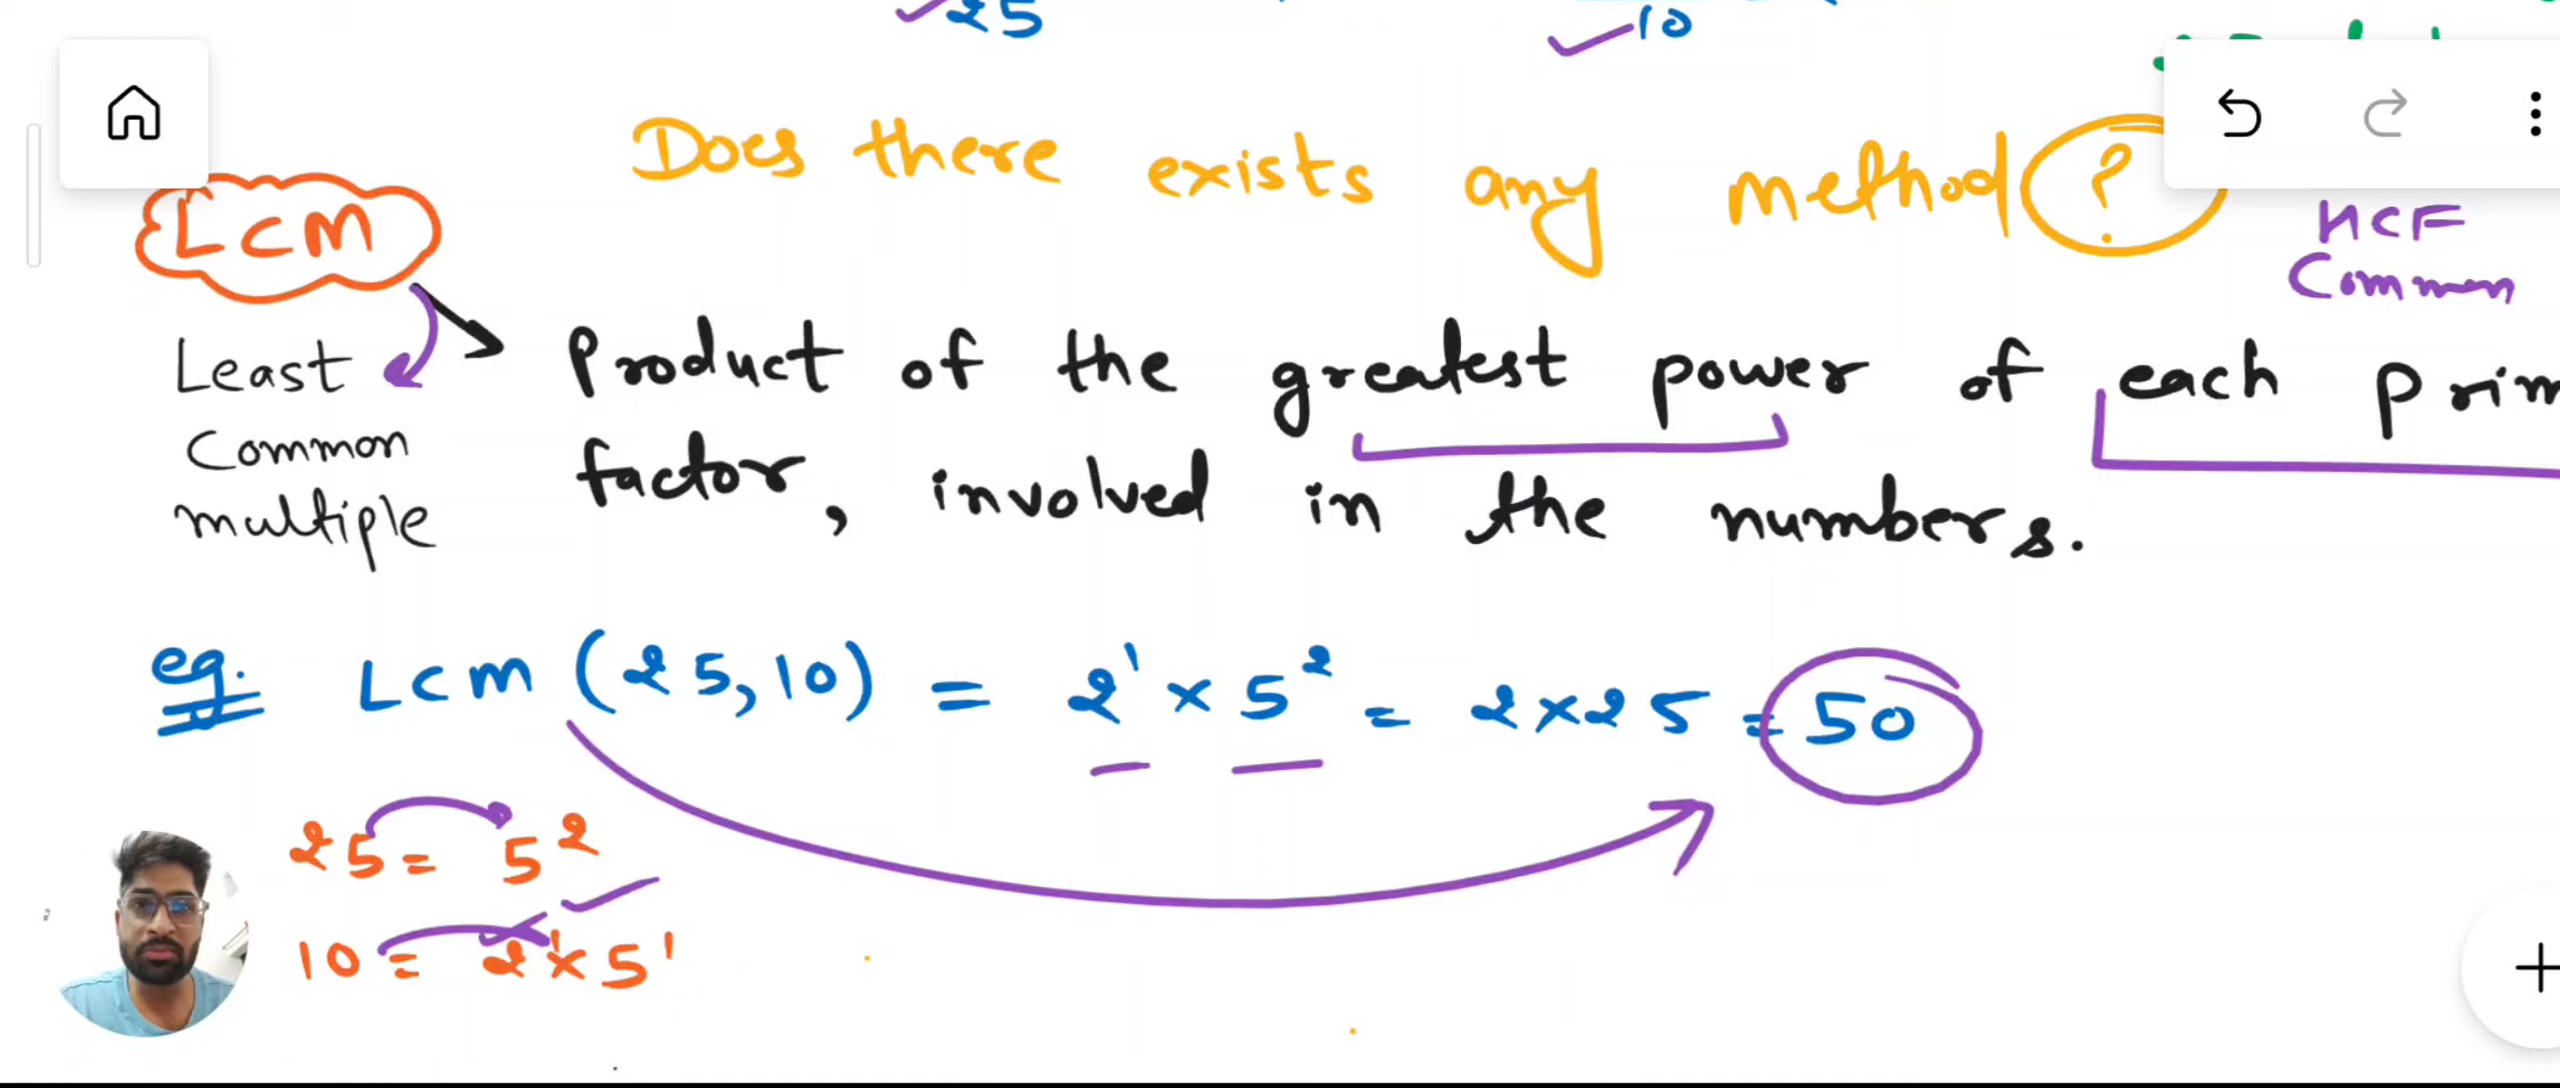 25
10
Does there exists any method ?
LCM
HCF
Common
Least
Common
multiple
Product of the greatest power of each prim
factor, involved in the numbers.
eg. LCM (25,10) = 2¹ × 5² = 2×25 = 50
25 = 5²
10 = 2¹× 5¹